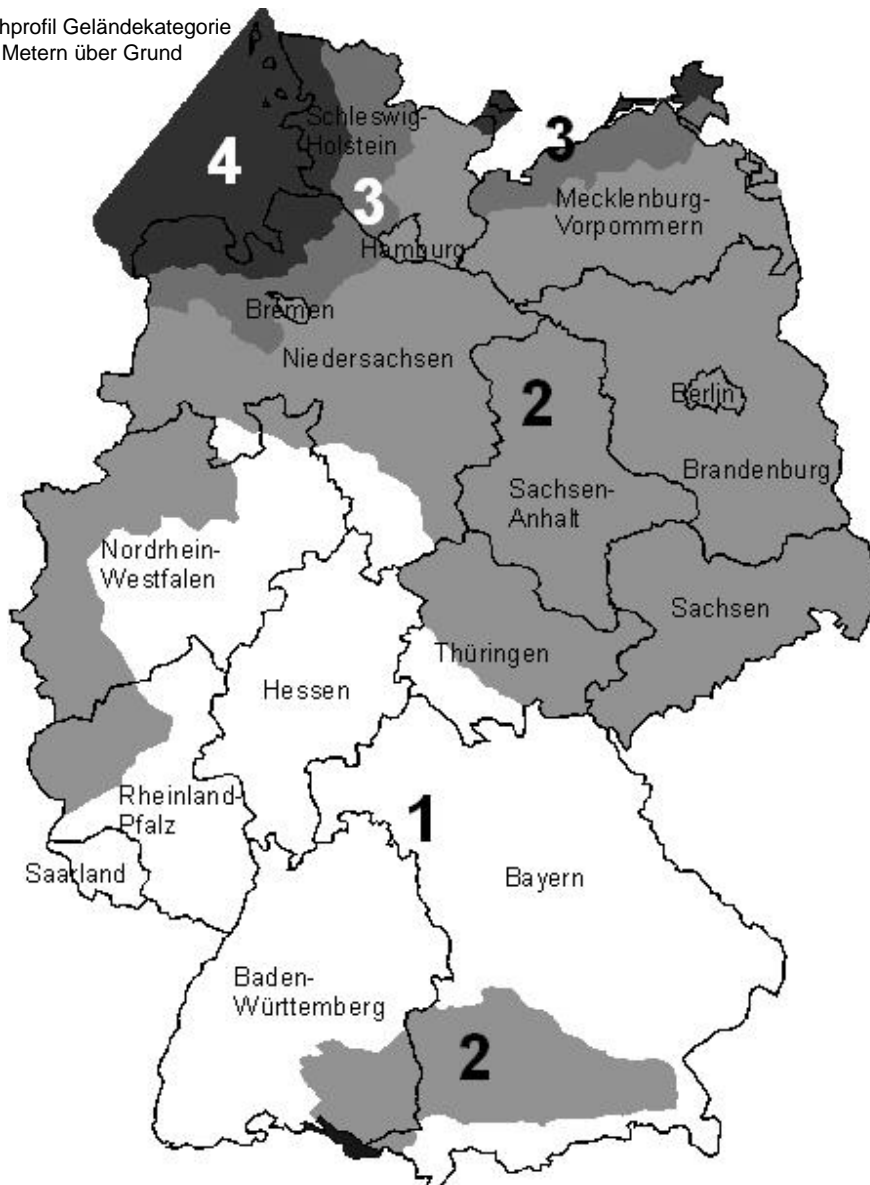 hprofil Geländekategorie
Metern über Grund
Schleswig-
Holstein
4
3
3
Mecklenburg-
Vorpommern
Hamburg
Bremen
Niedersachsen
2
Berlin
Brandenburg
Sachsen-
Anhalt
Nordrhein-
Westfalen
Sachsen
Thüringen
Hessen
Rheinland-
Pfalz
1
Saarland
Bayern
Baden-
Württemberg
2